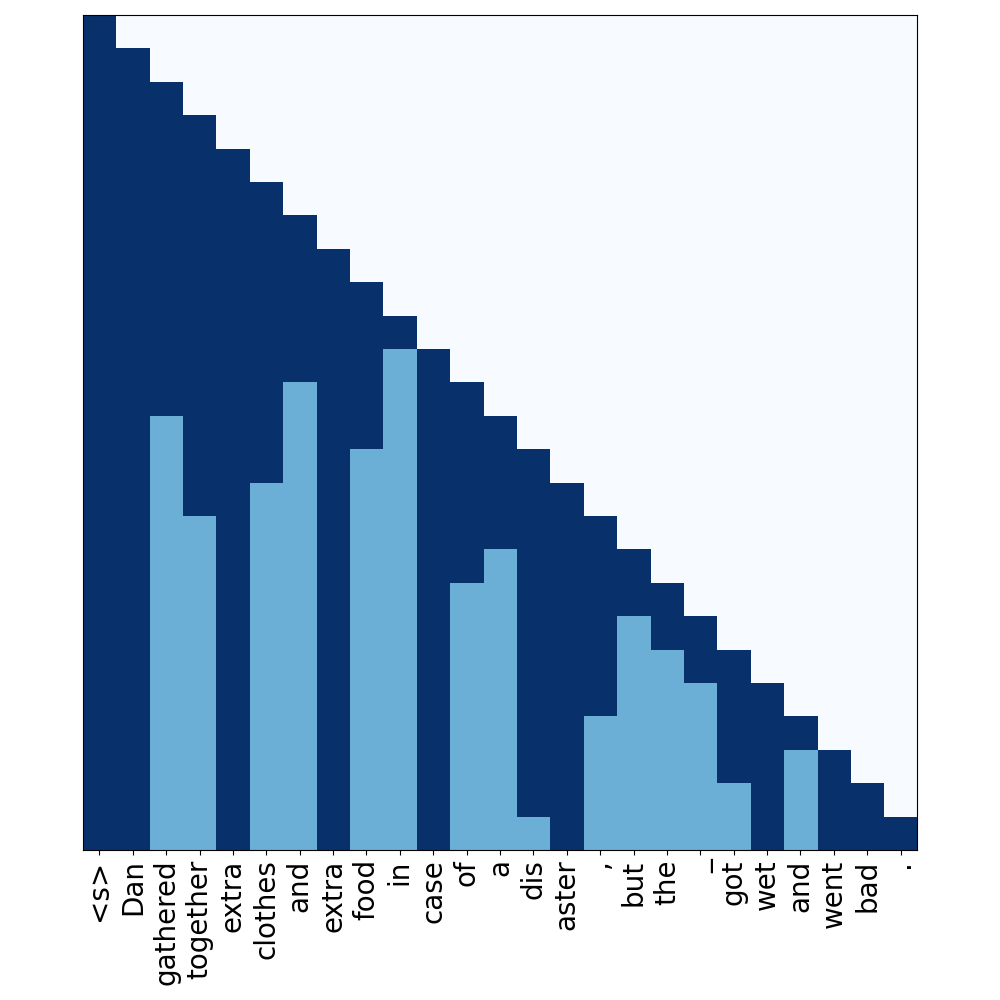 <s> Dan gathered together extra clothes and extra food in case of a dis aster , but the _ got wet and went bad .